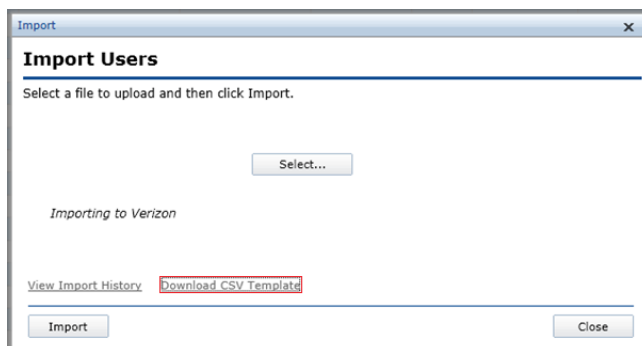 Import
Import Users
Select a file to upload and then click Import.
Select...
Importing to Verizon
View Import History Download CSV Template
Import Close